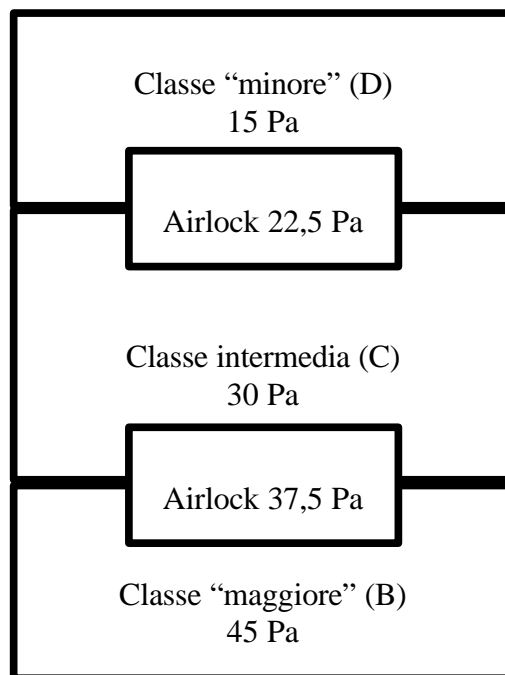 Classe “minore” (D)
15 Pa
Airlock 22,5 Pa
Classe intermedia (C)
30 Pa
Airlock 37,5 Pa
Classe “maggiore” (B)
45 Pa